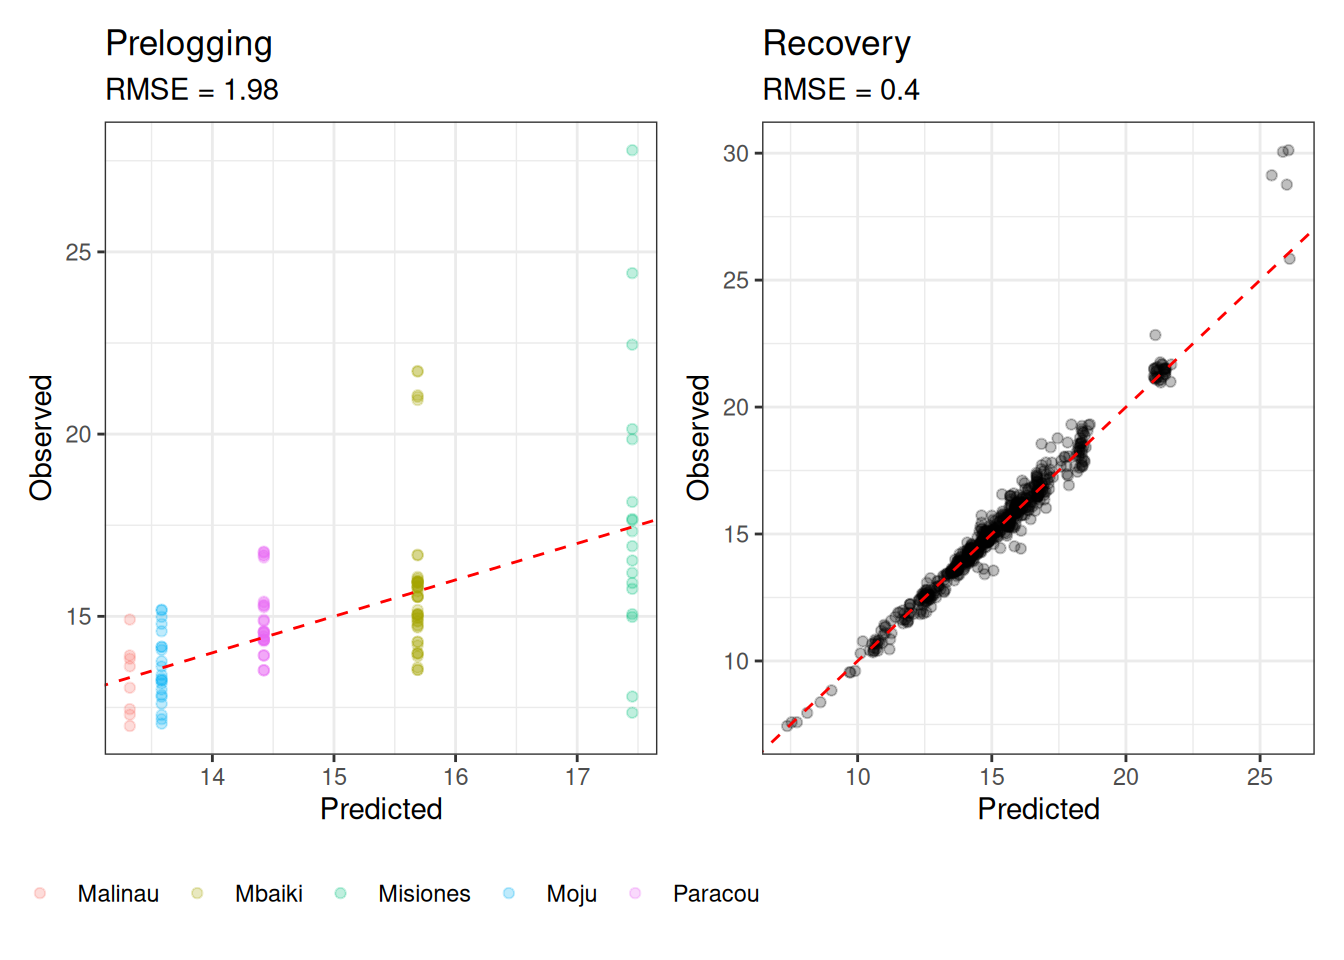 Prelogging
RMSE = 1.98
25
20
15
Observed
14 15 16 17
Predicted
Recovery
RMSE = 0.4
30
25
20
15
10
Observed
10 15 20 25
Predicted
Malinau Mbaiki Misiones Moju Paracou